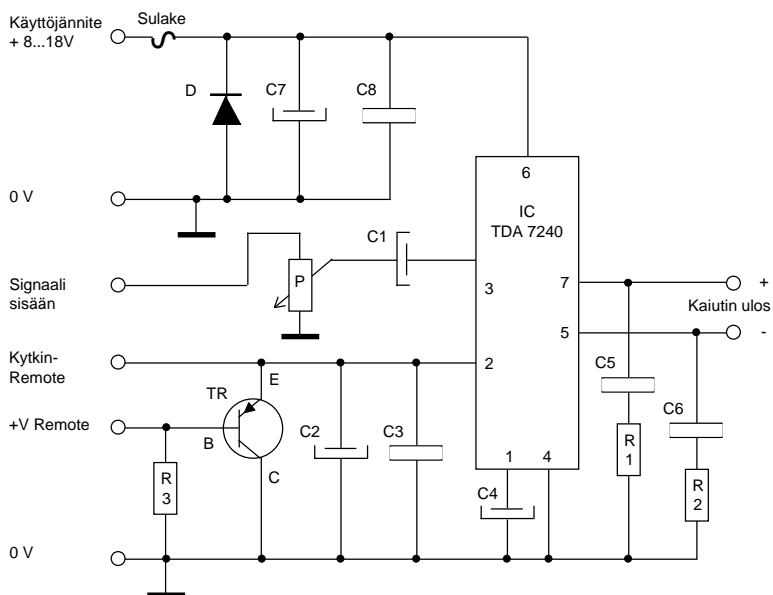 Käyttöjännite
+ 8...18V
Sulake
D
C7
C8
0 V
6
IC
TDA 7240
C1
P
3
7
+
Signaali
sisään
Kaiutin ulos
5
-
Kytkin-
Remote
2
E
TR
C5
C6
+V Remote
B
C2
C3
R
1
C
R
3
1
4
R
2
C4
0 V